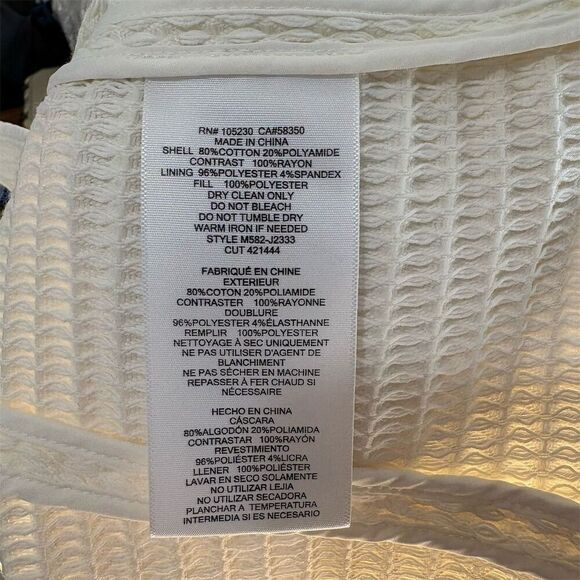 RN# 105230 CA#58350
MADE IN CHINA
SHELL 80%COTTON 20%POLYAMIDE
CONTRAST 100%RAYON
LINING 96%POLYESTER 4%SPANDEX
FILL 100%POLYESTER
DRY CLEAN ONLY
DO NOT BLEACH
DO NOT TUMBLE DRY
WARM IRON IF NEEDED
STYLE M582-J2333
CUT 421444
FABRIQUÉ EN CHINE
EXTERIEUR
80%COTON 20%POLIAMIDE
CONTRASTER 100%RAYONNE
DOUBLURE
96%POLYESTER 4%ÉLASTHANNE
REMPLIR 100%POLYESTER
NETTOYAGE À SEC UNIQUEMENT
NE PAS UTILISER D'AGENT DE
BLANCHIMENT
NE PAS SÉCHER EN MACHINE
REPASSER À FER CHAUD SI
NÉCESSAIRE
HECHO EN CHINA
CÁSCARA
80%ALGODÓN 20%POLIAMIDA
CONTRASTAR 100%RAYÓN
REVESTIMIENTO
96%POLIÉSTER 4%LICRA
LLENER 100%POLIÉSTER
LAVAR EN SECO SOLAMENTE
NO UTILIZAR LEJIA
NO UTILIZAR SECADORA
PLANCHAR A TEMPERATURA
INTERMEDIA SI ES NECESARIO